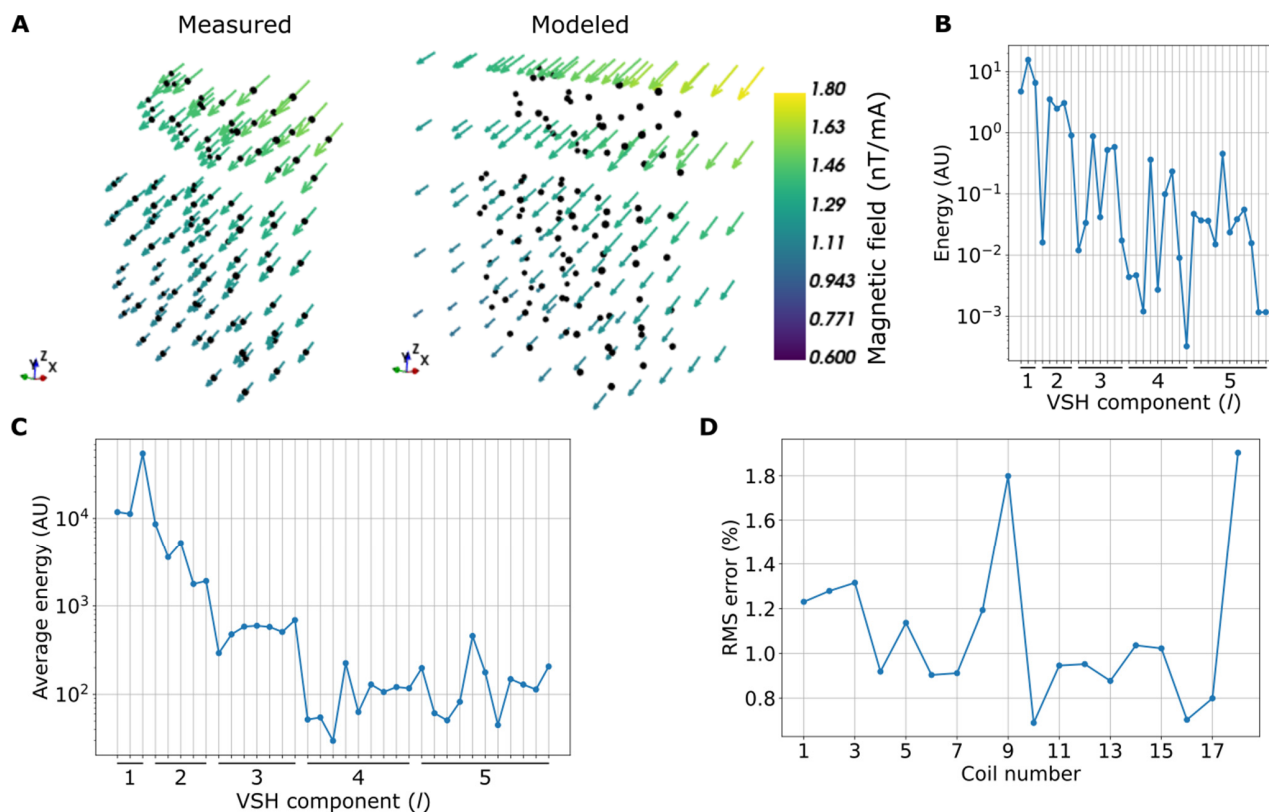 A
Measured
Modeled
1.80
1.63
1.46
1.29
1.11
0.943
0.771
0.600
Magnetic field (nT/mA)
Z
Y
X
Z
Y
X
B
10¹
10⁰
10⁻¹
10⁻²
10⁻³
Energy (AU)
1 2 3 4 5
VSH component (l)
C
10⁴
10³
10²
Average energy (AU)
1 2 3 4 5
VSH component (l)
D
1.8
1.6
1.4
1.2
1.0
0.8
RMS error (%)
1 3 5 7 9 11 13 15 17
Coil number